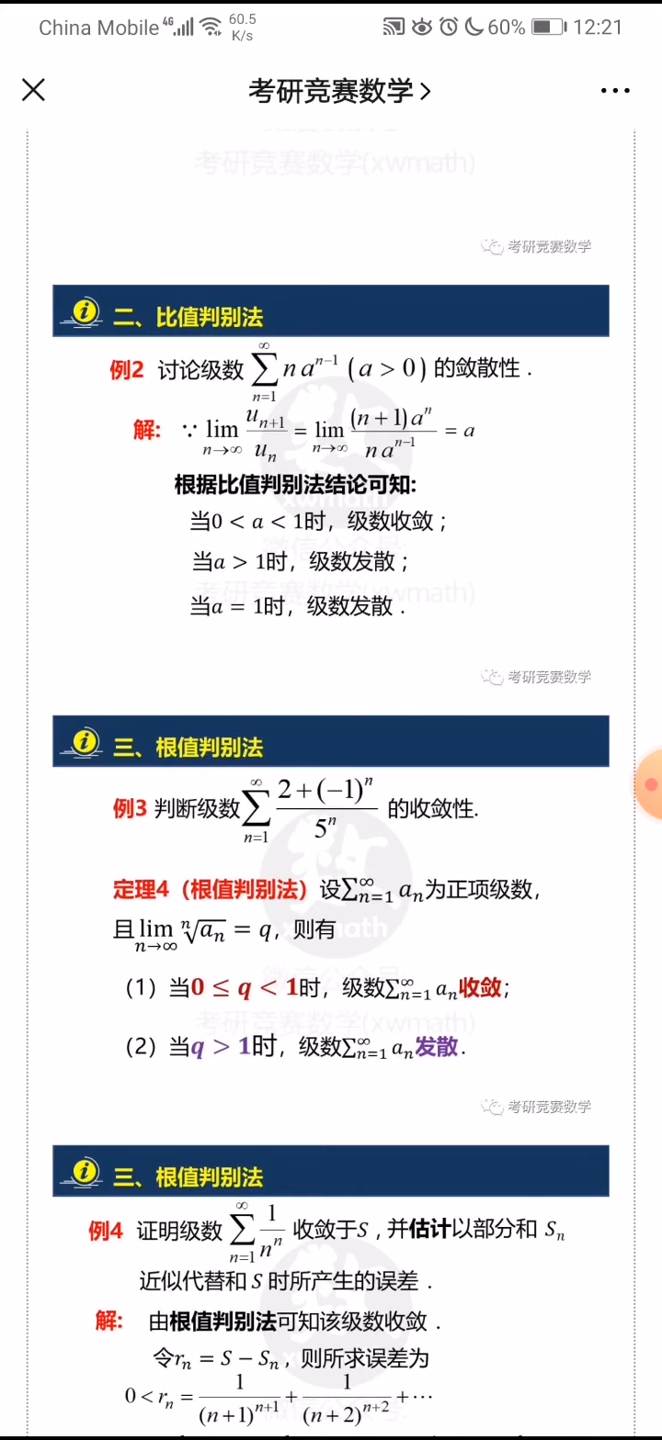 China Mobile 4G 60.5 K/s 60% 12:21
考研竞赛数学
考研竞赛数学(xwmath)
考研竞赛数学
二、比值判别法
例2 讨论级数 ∑_{n=1}^{∞} n a^{n-1} (a > 0) 的敛散性.
解: ∵ lim_{n→∞} u_{n+1}/u_n = lim_{n→∞} (n+1)a^n / (n a^{n-1}) = a
根据比值判别法结论可知:
当0 < a < 1时，级数收敛；
当a > 1时，级数发散；
当a = 1时，级数发散.
考研竞赛数学
三、根值判别法
例3 判断级数 ∑_{n=1}^{∞} (2+(-1)^n)/5^n 的收敛性.
定理4（根值判别法）设∑_{n=1}^{∞} a_n为正项级数，
且 lim_{n→∞} ⁿ√a_n = q，则有
（1）当0 ≤ q < 1时，级数∑_{n=1}^{∞} a_n收敛;
（2）当q > 1时，级数∑_{n=1}^{∞} a_n发散.
考研竞赛数学(xwmath)
考研竞赛数学
三、根值判别法
例4 证明级数 ∑_{n=1}^{∞} 1/n^n 收敛于S，并估计以部分和 S_n
近似代替和 S 时所产生的误差.
解: 由根值判别法可知该级数收敛.
令r_n = S − S_n，则所求误差为
0 < r_n = 1/(n+1)^{n+1} + 1/(n+2)^{n+2} + ⋯